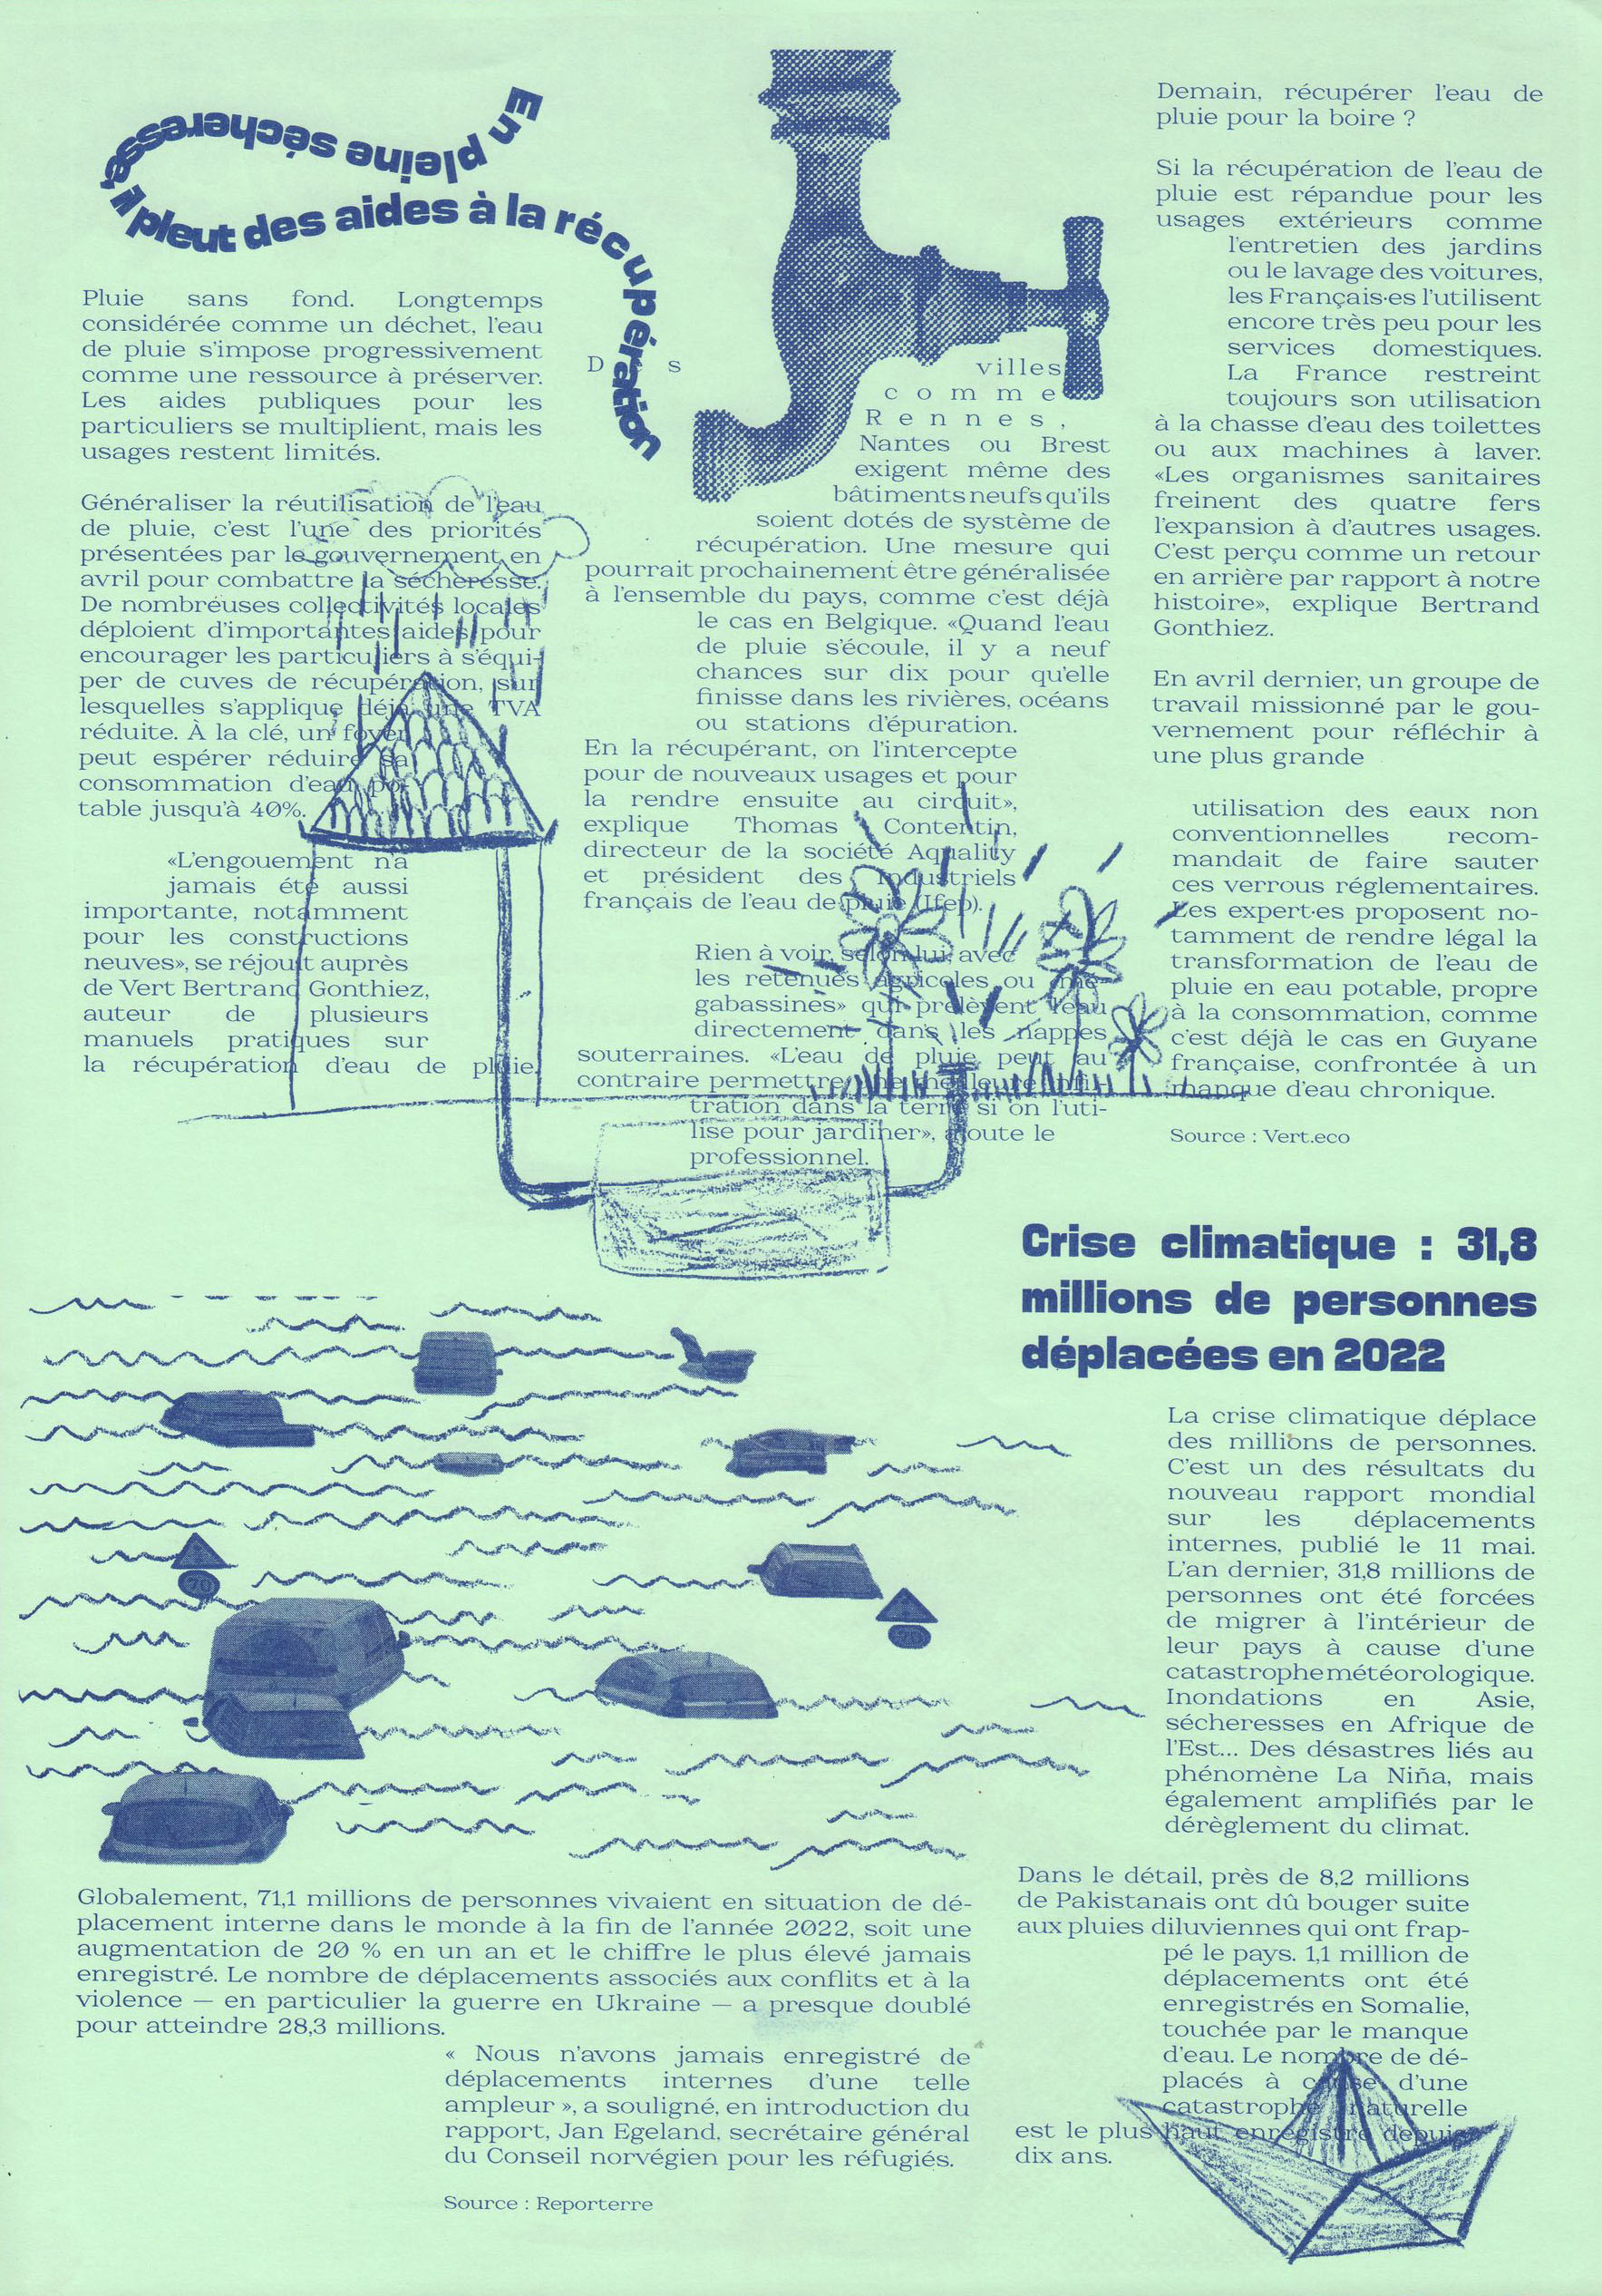 En pleine sécheresse, il pleut des aides à la récupération
Pluie sans fond. Longtemps
considérée comme un déchet, l'eau
de pluie s'impose progressivement
comme une ressource à préserver.
Les aides publiques pour les
particuliers se multiplient, mais les
usages restent limités.
Généraliser la réutilisation de l'eau
de pluie, c'est l'une des priorités
présentées par le gouvernement en
avril pour combattre la sécheresse.
De nombreuses collectivités locales
déploient d'importantes aides pour
encourager les particuliers à s'équi-
per de cuves de récupération, sur
lesquelles s'applique déjà une TVA
réduite. À la clé, un foyer
peut espérer réduire sa
consommation d'eau po-
table jusqu'à 40%.
«L'engouement n'a
jamais été aussi
importante, notamment
pour les constructions
neuves», se réjouit auprès
de Vert Bertrand Gonthiez,
auteur de plusieurs
manuels pratiques sur
la récupération d'eau de pluie.
D s villes
comme
Rennes,
Nantes ou Brest
exigent même des
bâtiments neufs qu'ils
soient dotés de système de
récupération. Une mesure qui
pourrait prochainement être généralisée
à l'ensemble du pays, comme c'est déjà
le cas en Belgique. «Quand l'eau
de pluie s'écoule, il y a neuf
chances sur dix pour qu'elle
finisse dans les rivières, océans
ou stations d'épuration.
En la récupérant, on l'intercepte
pour de nouveaux usages et pour
la rendre ensuite au circuit»,
explique Thomas Contentin,
directeur de la société Aquality
et président des Industriels
français de l'eau de pluie (Ifep).
Rien à voir, selon lui, avec
les retenues agricoles ou «mé-
gabassines» qui prélèvent l'eau
directement dans les nappes
souterraines. «L'eau de pluie peut au
contraire permettre une meilleure infil-
tration dans la terre si on l'uti-
lise pour jardiner», ajoute le
professionnel.
Demain, récupérer l'eau de
pluie pour la boire ?
Si la récupération de l'eau de
pluie est répandue pour les
usages extérieurs comme
l'entretien des jardins
ou le lavage des voitures,
les Français·es l'utilisent
encore très peu pour les
services domestiques.
La France restreint
toujours son utilisation
à la chasse d'eau des toilettes
ou aux machines à laver.
«Les organismes sanitaires
freinent des quatre fers
l'expansion à d'autres usages.
C'est perçu comme un retour
en arrière par rapport à notre
histoire», explique Bertrand
Gonthiez.
En avril dernier, un groupe de
travail missionné par le gou-
vernement pour réfléchir à
une plus grande
utilisation des eaux non
conventionnelles recom-
mandait de faire sauter
ces verrous réglementaires.
Les expert·es proposent no-
tamment de rendre légal la
transformation de l'eau de
pluie en eau potable, propre
à la consommation, comme
c'est déjà le cas en Guyane
française, confrontée à un
manque d'eau chronique.
Source : Vert.eco
Crise climatique : 31,8
millions de personnes
déplacées en 2022
La crise climatique déplace
des millions de personnes.
C'est un des résultats du
nouveau rapport mondial
sur les déplacements
internes, publié le 11 mai.
L'an dernier, 31,8 millions de
personnes ont été forcées
de migrer à l'intérieur de
leur pays à cause d'une
catastrophe météorologique.
Inondations en Asie,
sécheresses en Afrique de
l'Est... Des désastres liés au
phénomène La Niña, mais
également amplifiés par le
dérèglement du climat.
Dans le détail, près de 8,2 millions
de Pakistanais ont dû bouger suite
aux pluies diluviennes qui ont frap-
pé le pays. 1,1 million de
déplacements ont été
enregistrés en Somalie,
touchée par le manque
d'eau. Le nombre de dé-
placés à cause d'une
catastrophe naturelle
est le plus haut enregistré depuis
dix ans.
70
70
Globalement, 71,1 millions de personnes vivaient en situation de dé-
placement interne dans le monde à la fin de l'année 2022, soit une
augmentation de 20 % en un an et le chiffre le plus élevé jamais
enregistré. Le nombre de déplacements associés aux conflits et à la
violence — en particulier la guerre en Ukraine — a presque doublé
pour atteindre 28,3 millions.
« Nous n'avons jamais enregistré de
déplacements internes d'une telle
ampleur », a souligné, en introduction du
rapport, Jan Egeland, secrétaire général
du Conseil norvégien pour les réfugiés.
Source : Reporterre